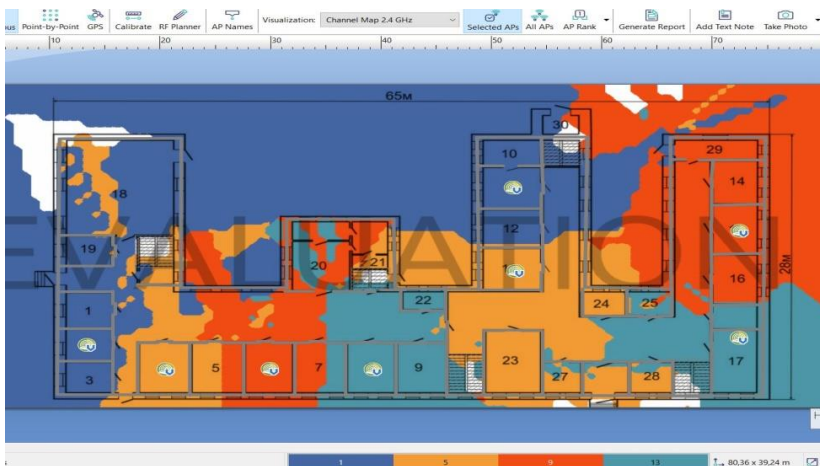 Point-by-Point GPS Calibrate RF Planner AP Names Visualization: Channel Map 2.4 GHz Selected APs All APs AP Rank Generate Report Add Text Note Take Photo
10 20 30 40 50 60 70
65м
30
10 29
18 14
12
EVALUATION
19 20 21 16
28м
22 24 25
1
23 17
5 7 9
3 27 28
1 5 9 13 80,36 x 39,24 m